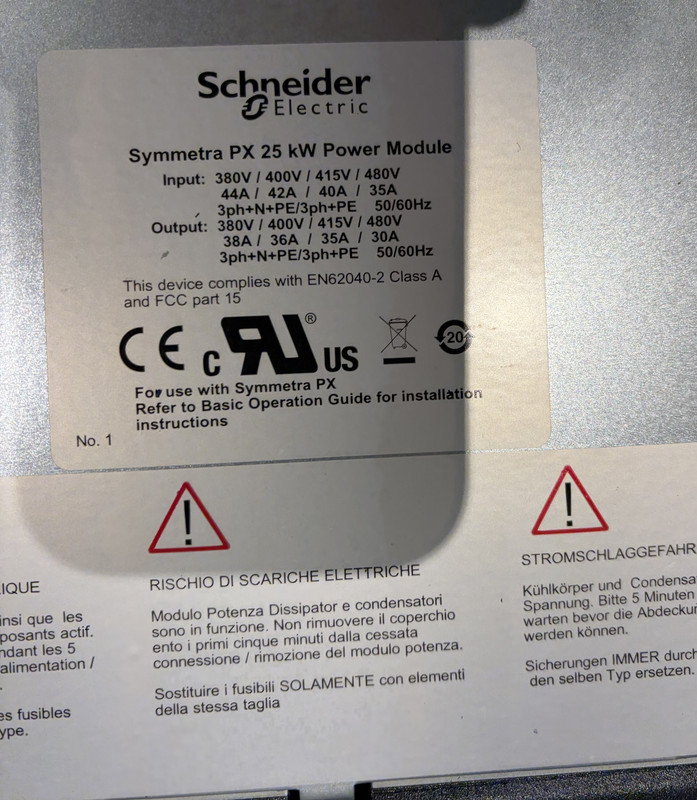 Schneider
Electric
Symmetra PX 25 kW Power Module
Input: 380V / 400V / 415V / 480V
44A / 42A / 40A / 35A
3ph+N+PE/3ph+PE 50/60Hz
Output: 380V / 400V / 415V / 480V
38A / 36A / 35A / 30A
3ph+N+PE/3ph+PE 50/60Hz
This device complies with EN62040-2 Class A
and FCC part 15
CE c RU ® US 20
For use with Symmetra PX
Refer to Basic Operation Guide for installation
instructions
No. 1
IQUE
insi que les
posants actif.
ndant les 5
alimentation /
.
es fusibles
ype.
RISCHIO DI SCARICHE ELETTRICHE
Modulo Potenza Dissipator e condensatori
sono in funzione. Non rimuovere il coperchio
ento i primi cinque minuti dalla cessata
connessione / rimozione del modulo potenza.
Sostituire i fusibili SOLAMENTE con elementi
della stessa taglia
STROMSCHLAGGEFAHR
Kühlkörper und Condensa
Spannung. Bitte 5 Minuten
warten bevor die Abdecku
werden können.
Sicherungen IMMER durch
den selben Typ ersetzen.